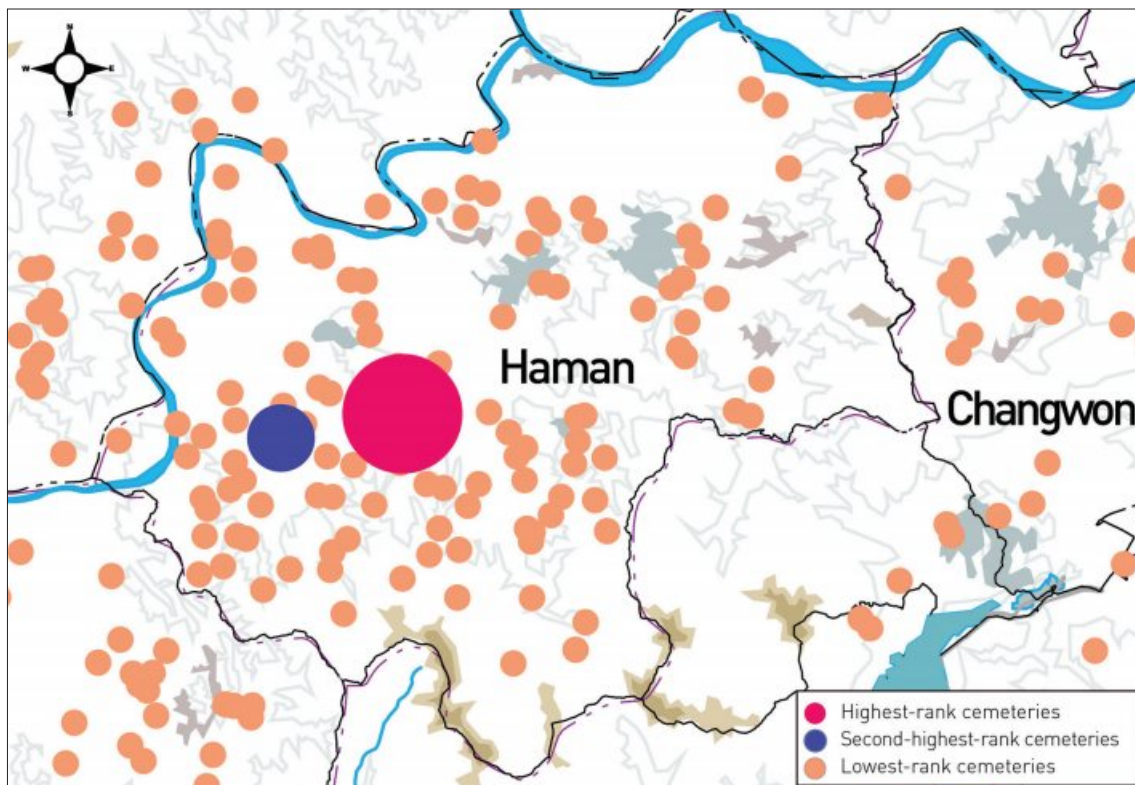 N
W E
S
Haman
Changwon
Highest-rank cemeteries
Second-highest-rank cemeteries
Lowest-rank cemeteries